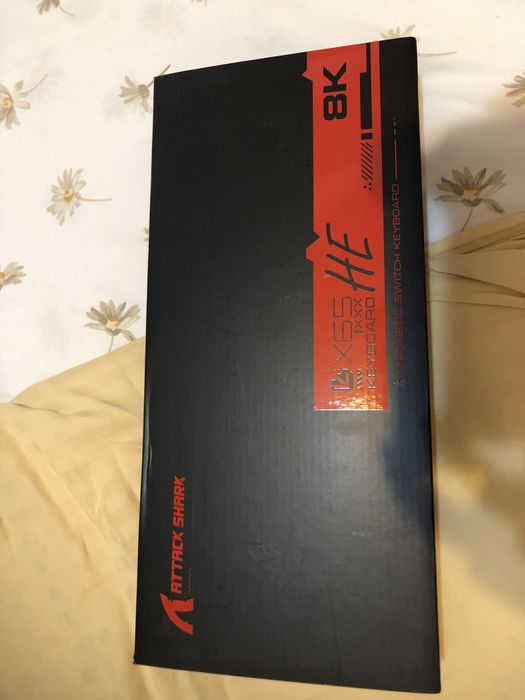 ATTACK SHARK
X65 HE
KEYBOARD
8K
MAGNETIC SWITCH KEYBOARD